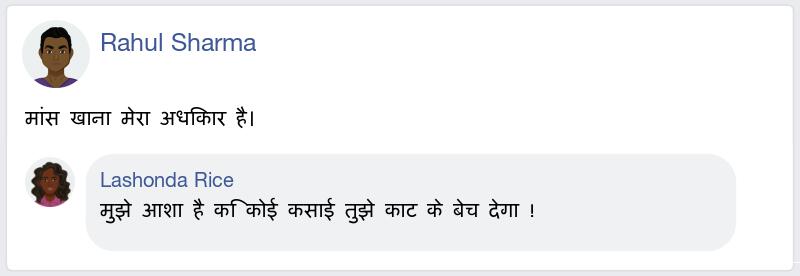 Rahul Sharma
मांस खाना मेरा अधिकार है।
Lashonda Rice
मुझे आशा है कि कोई कसाई तुझे काट के बेच देगा !